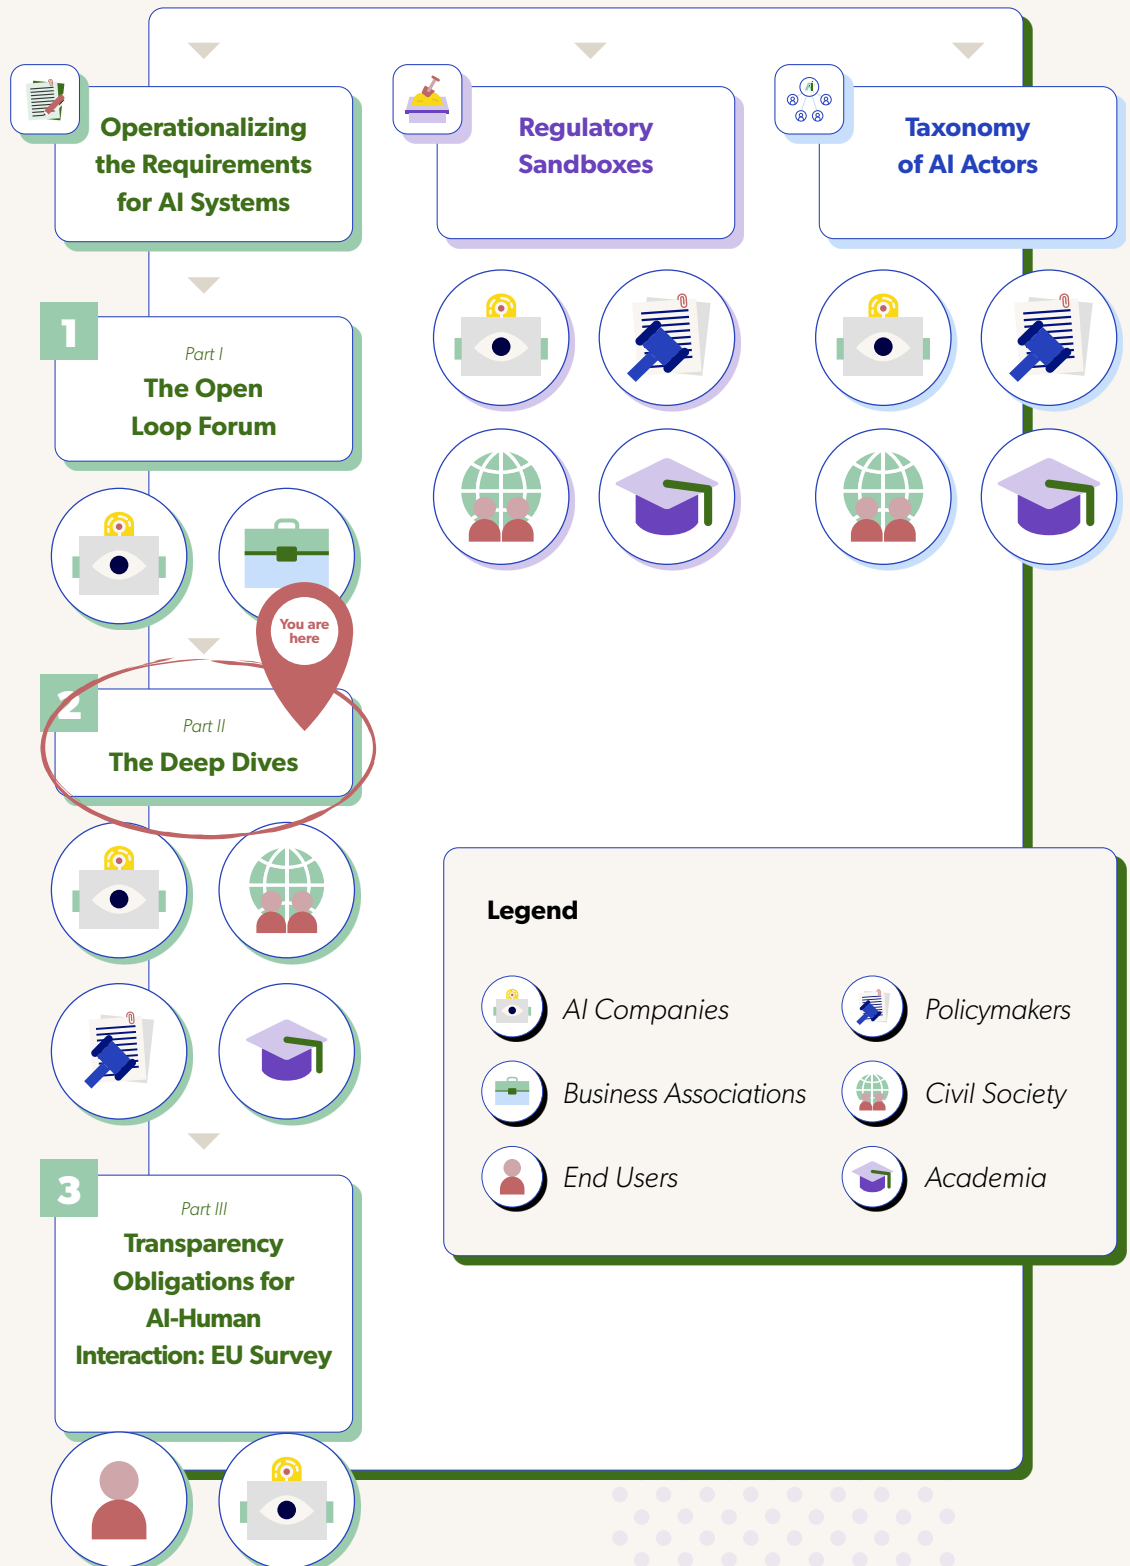 Operationalizing
the Requirements
for AI Systems
Regulatory
Sandboxes
Ai
Taxonomy
of AI Actors
1
Part I
The Open
Loop Forum
You are
here
2
Part II
The Deep Dives
3
Part III
Transparency
Obligations for
AI-Human
Interaction: EU Survey
Legend
AI Companies
Policymakers
Business Associations
Civil Society
End Users
Academia